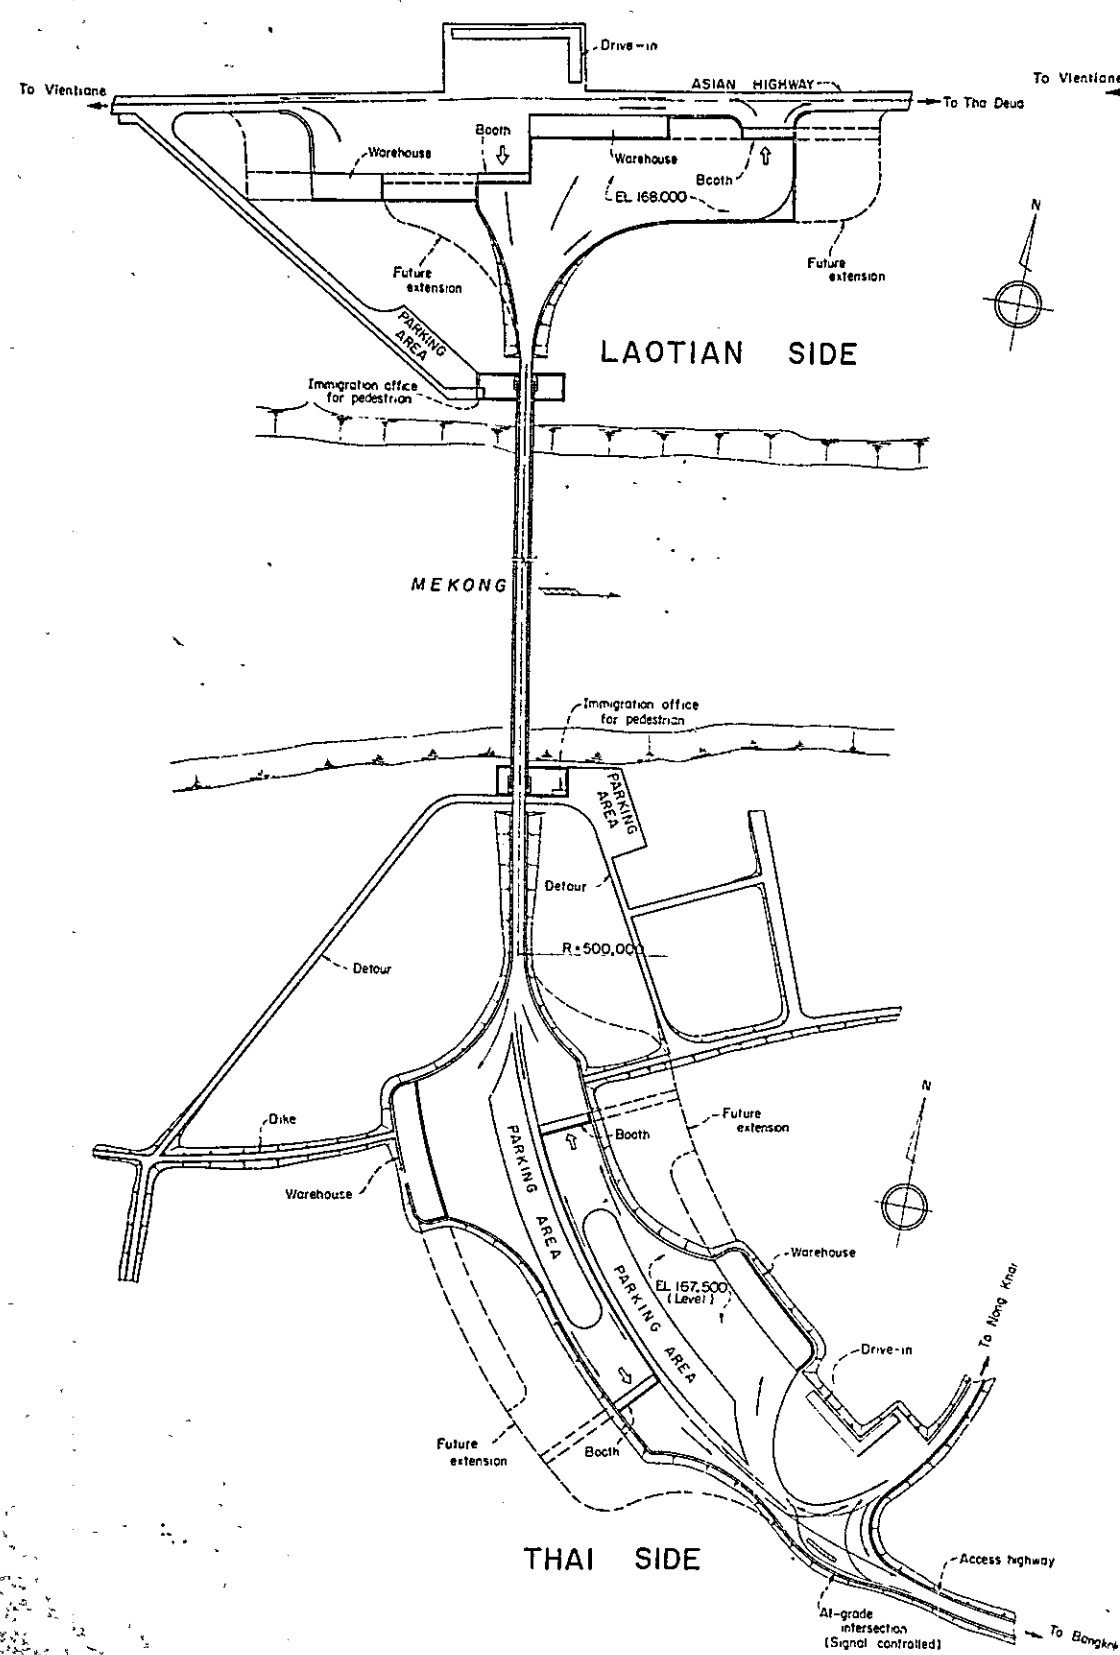 Drive-in
To Vientiane
ASIAN HIGHWAY
To Vientiane
To Tha Deua
Booth
Warehouse
Warehouse
Booth
EL 168.000
N
Future
extension
Future
extension
PARKING
AREA
LAOTIAN SIDE
Immigration office
for pedestrian
MEKONG
Immigration office
for pedestrian
PARKING
AREA
Detour
R=500,000
Detour
N
Future
extension
Dike
Booth
PARKING AREA
Warehouse
Warehouse
EL 167.500
(Level)
PARKING AREA
To Nong Khai
Drive-in
Future
extension
Booth
THAI SIDE
Access highway
At-grade
intersection
(Signal controlled)
To Bangkok